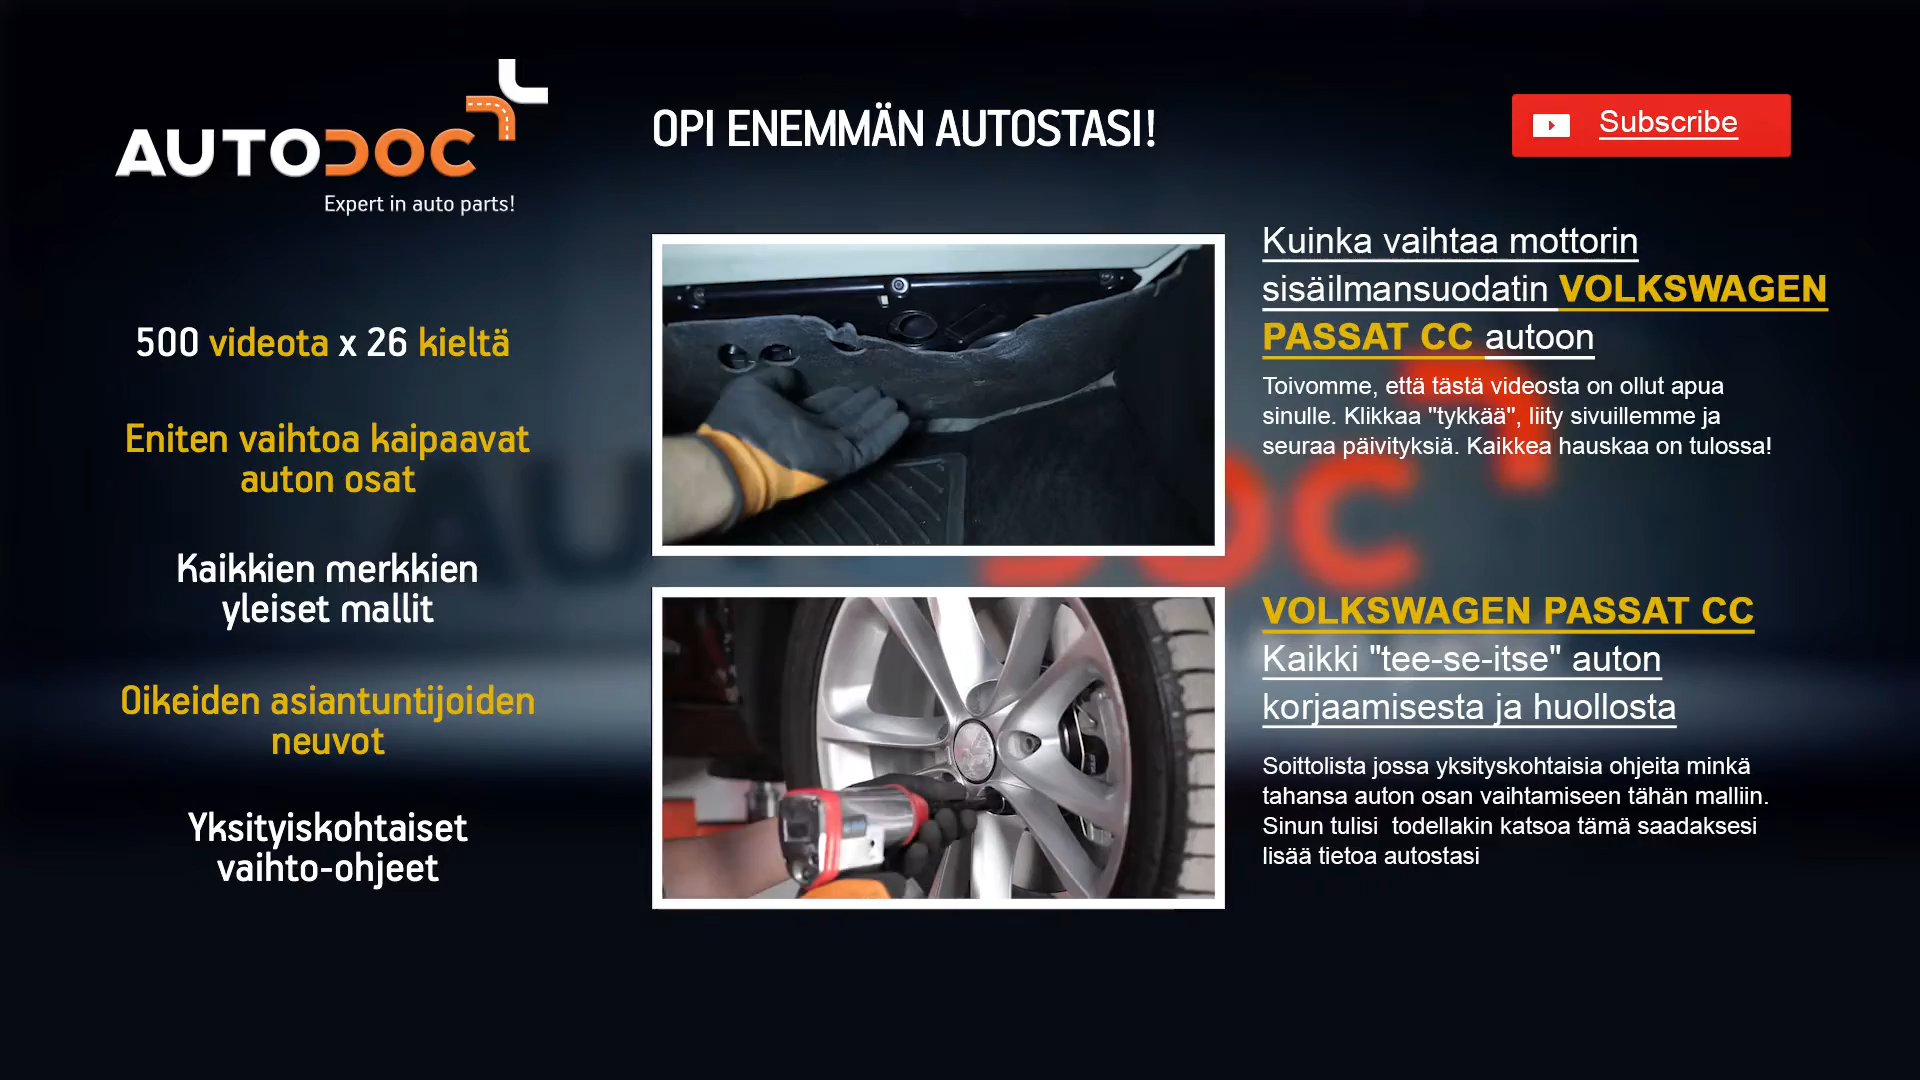 AUTODOC
Expert in auto parts!
OPI ENEMMÄN AUTOSTASI!
Subscribe
500 videota x 26 kieltä
Eniten vaihtoa kaipaavat
auton osat
Kaikkien merkkien
yleiset mallit
Oikeiden asiantuntijoiden
neuvot
Yksityiskohtaiset
vaihto-ohjeet
Kuinka vaihtaa mottorin
sisäilmansuodatin VOLKSWAGEN
PASSAT CC autoon
Toivomme, että tästä videosta on ollut apua
sinulle. Klikkaa "tykkää", liity sivuillemme ja
seuraa päivityksiä. Kaikkea hauskaa on tulossa!
VOLKSWAGEN PASSAT CC
Kaikki "tee-se-itse" auton
korjaamisesta ja huollosta
Soittolista jossa yksityskohtaisia ohjeita minkä
tahansa auton osan vaihtamiseen tähän malliin.
Sinun tulisi  todellakin katsoa tämä saadaksesi
lisää tietoa autostasi